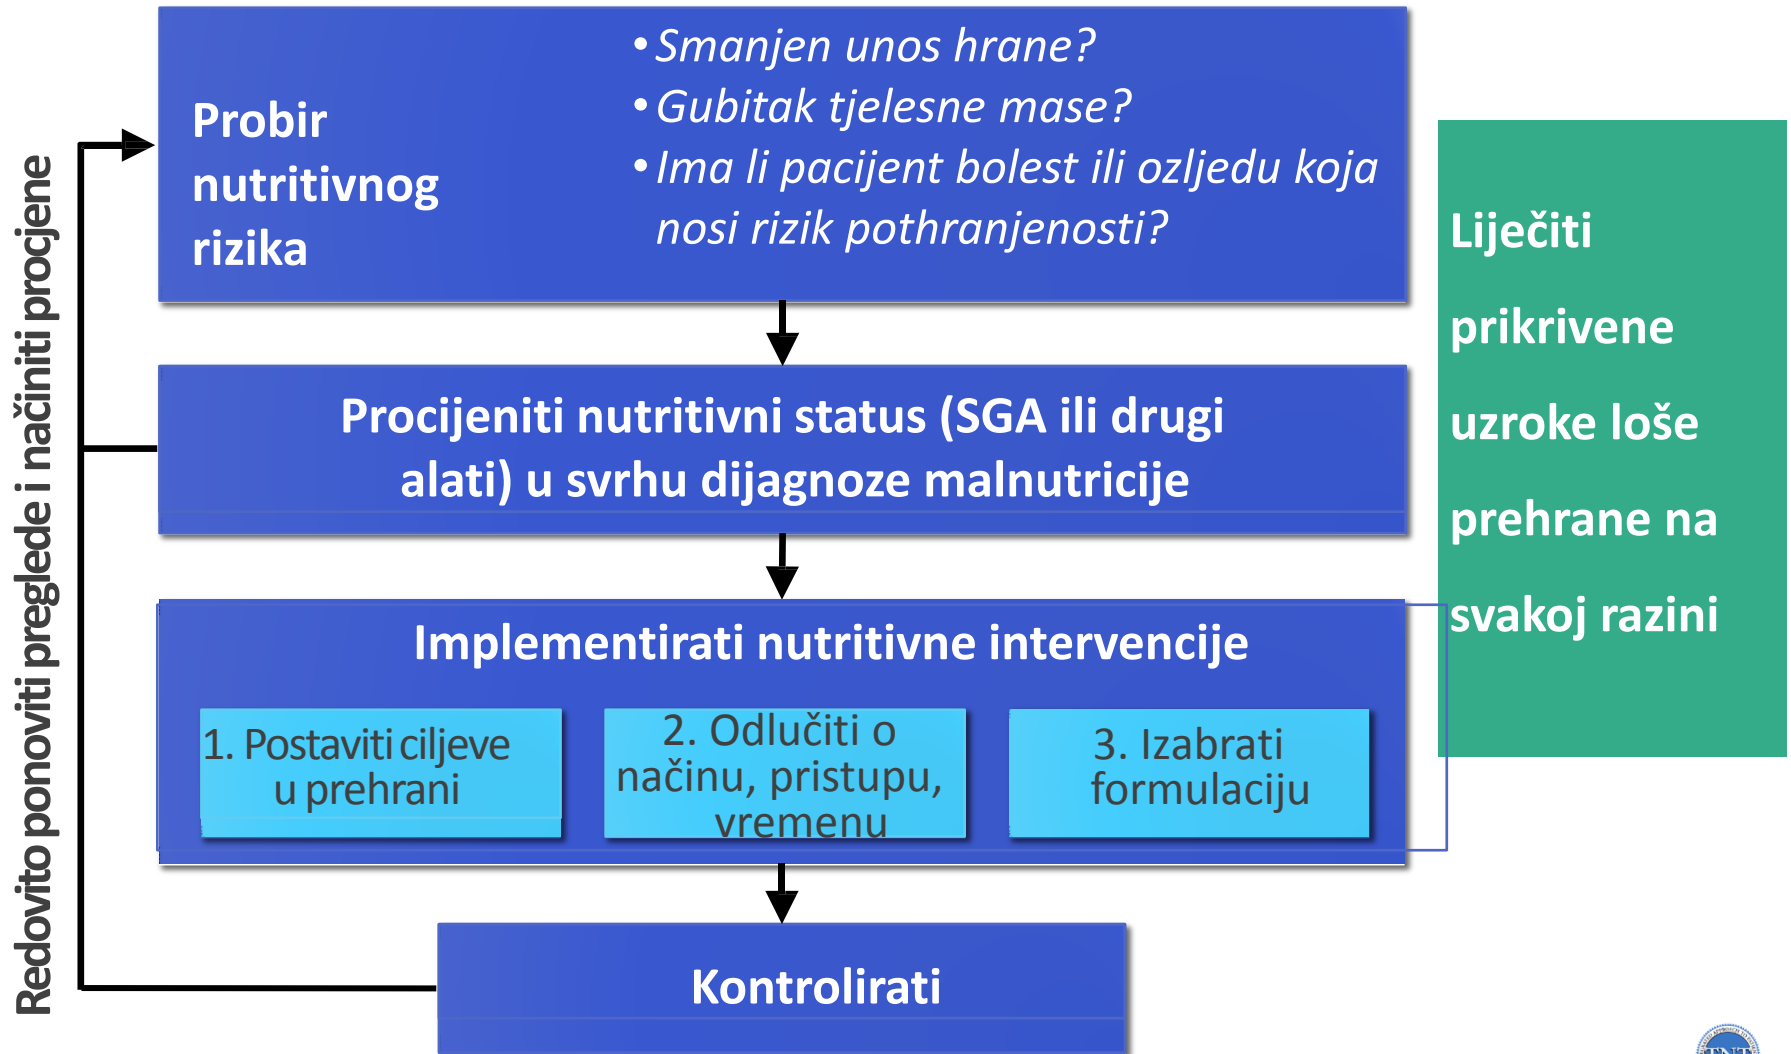 Redovito ponoviti preglede i načiniti procjene
Probir
nutritivnog
rizika
• Smanjen unos hrane?
• Gubitak tjelesne mase?
• Ima li pacijent bolest ili ozljedu koja
nosi rizik pothranjenosti?
Procijeniti nutritivni status (SGA ili drugi
alati) u svrhu dijagnoze malnutricije
Implementirati nutritivne intervencije
1. Postaviti ciljeve
u prehrani
2. Odlučiti o
načinu, pristupu,
vremenu
3. Izabrati
formulaciju
Kontrolirati
Liječiti
prikrivene
uzroke loše
prehrane na
svakoj razini
TNT